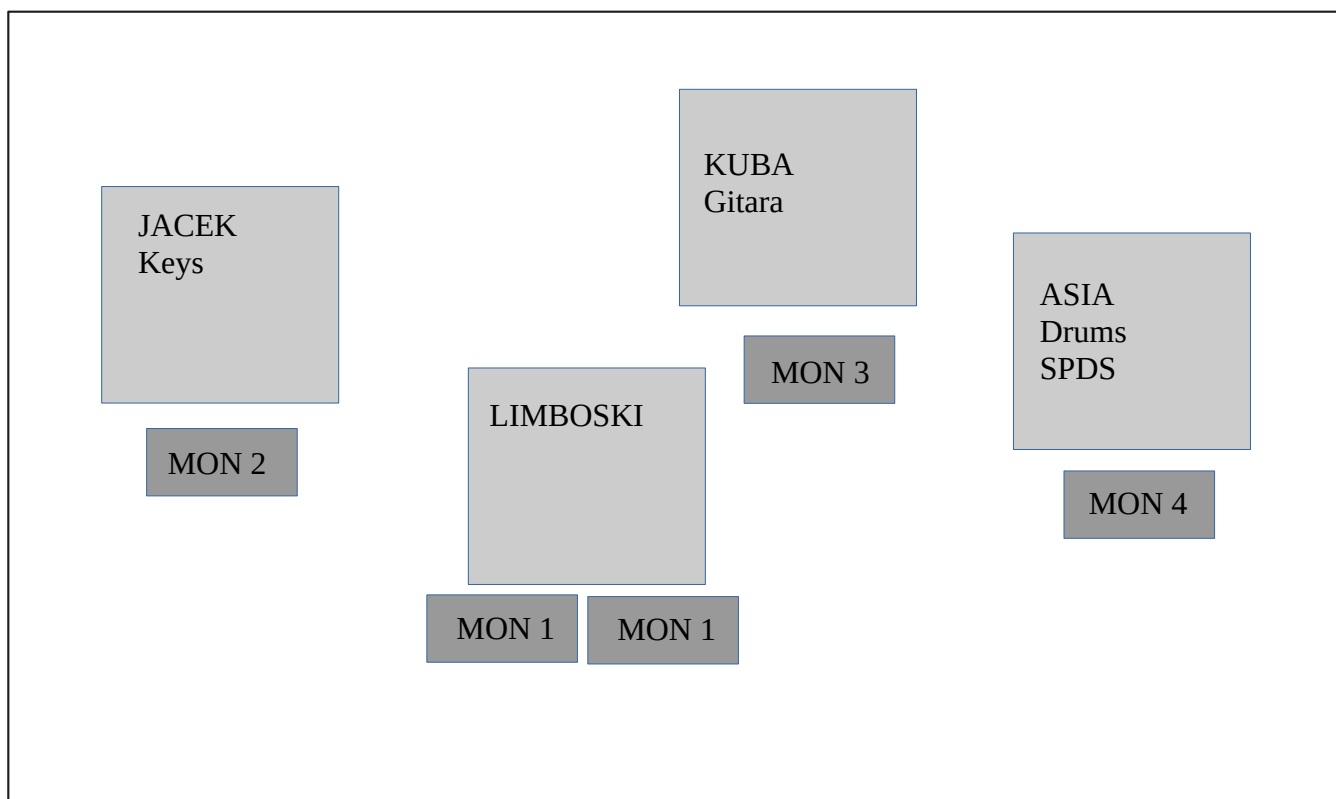 KUBA
Gitara
JACEK
Keys
ASIA
Drums
SPDS
MON 3
LIMBOSKI
MON 2
MON 4
MON 1
MON 1